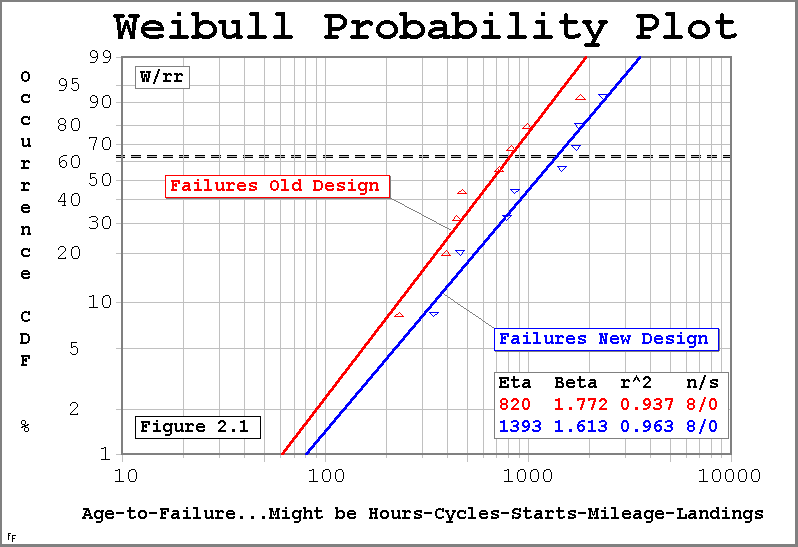 Weibull Probability Plot
Occurrence CDF %
99
95
90
80
70
60
50
40
30
20
10
5
2
1
W/rr
Failures Old Design
Failures New Design
Eta Beta r^2 n/s
820 1.772 0.937 8/0
1393 1.613 0.963 8/0
Figure 2.1
10 100 1000 10000
Age-to-Failure...Might be Hours-Cycles-Starts-Mileage-Landings